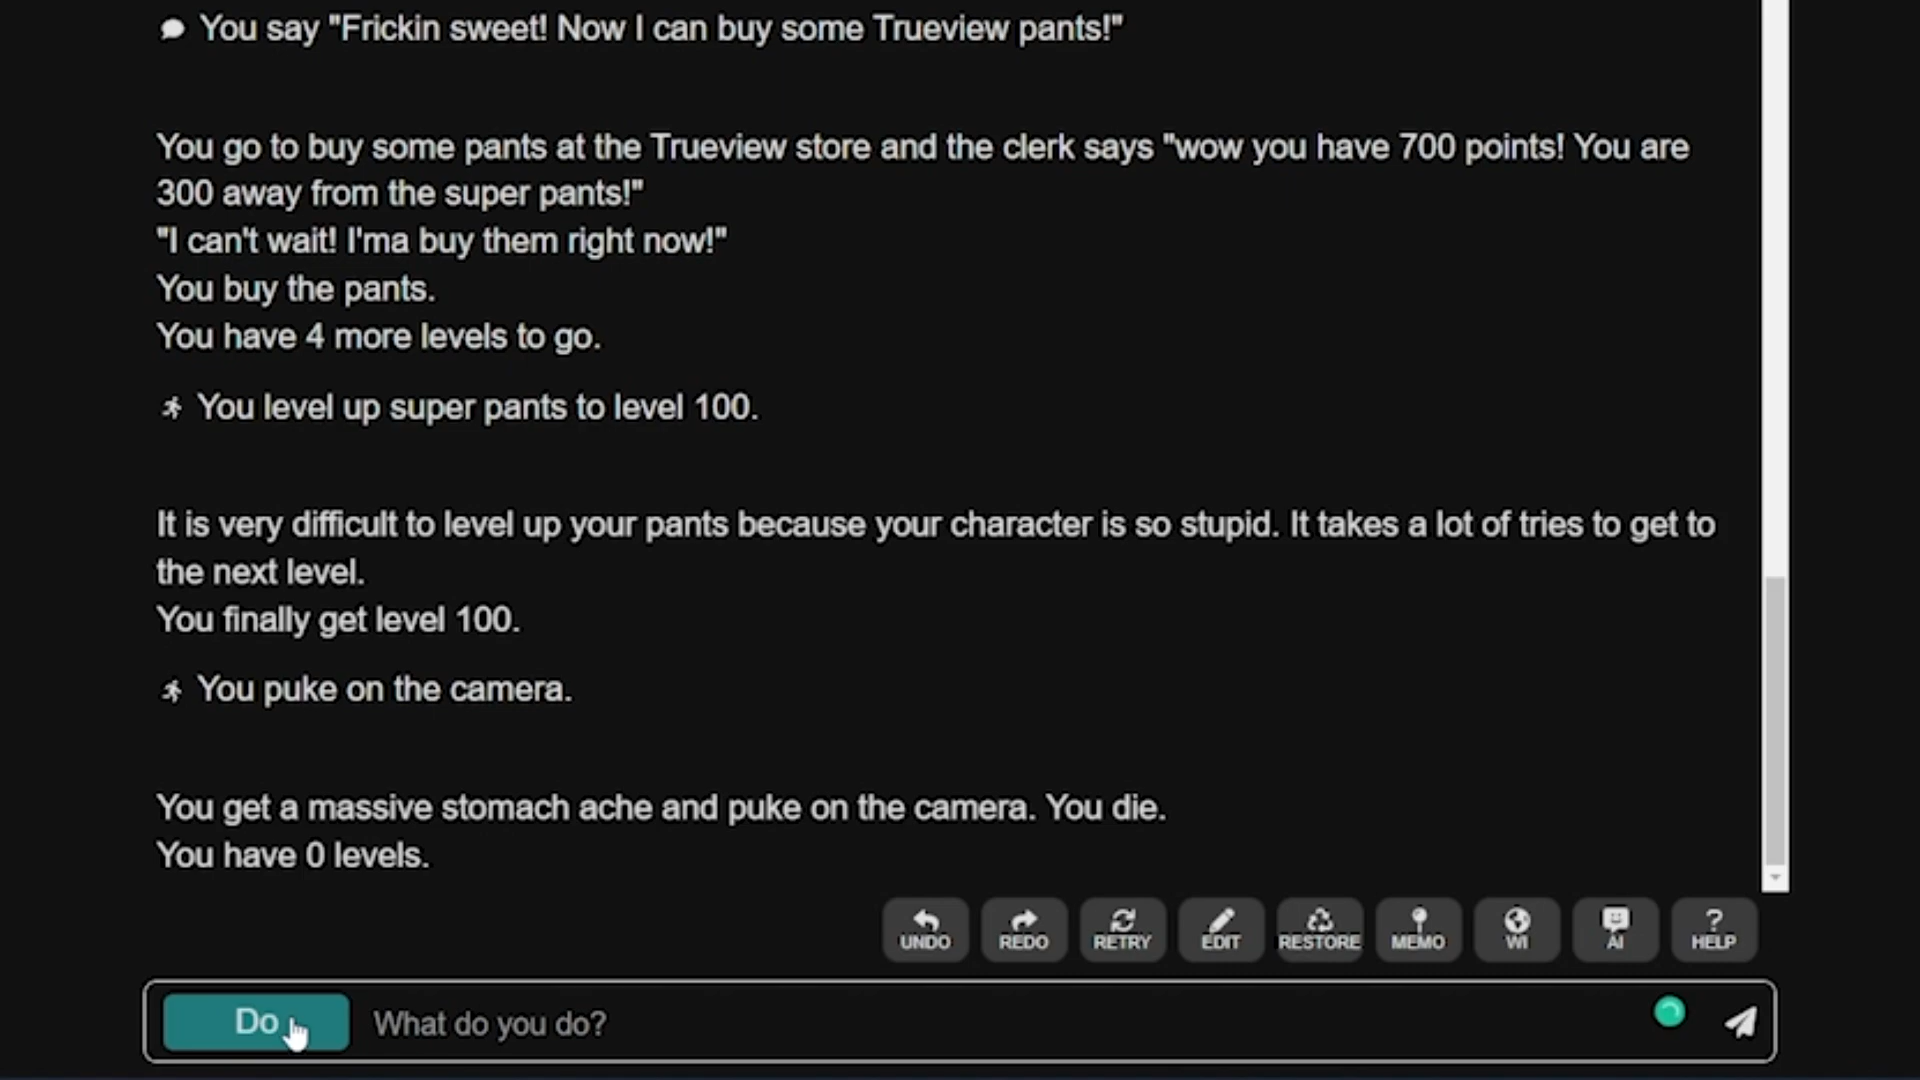 You say "Frickin sweet! Now I can buy some Trueview pants!"
You go to buy some pants at the Trueview store and the clerk says "wow you have 700 points! You are
300 away from the super pants!"
"I can't wait! I'ma buy them right now!"
You buy the pants.
You have 4 more levels to go.
You level up super pants to level 100.
It is very difficult to level up your pants because your character is so stupid. It takes a lot of tries to get to
the next level.
You finally get level 100.
You puke on the camera.
You get a massive stomach ache and puke on the camera. You die.
You have 0 levels.
UNDO REDO RETRY EDIT RESTORE MEMO WI AI HELP
Do What do you do?